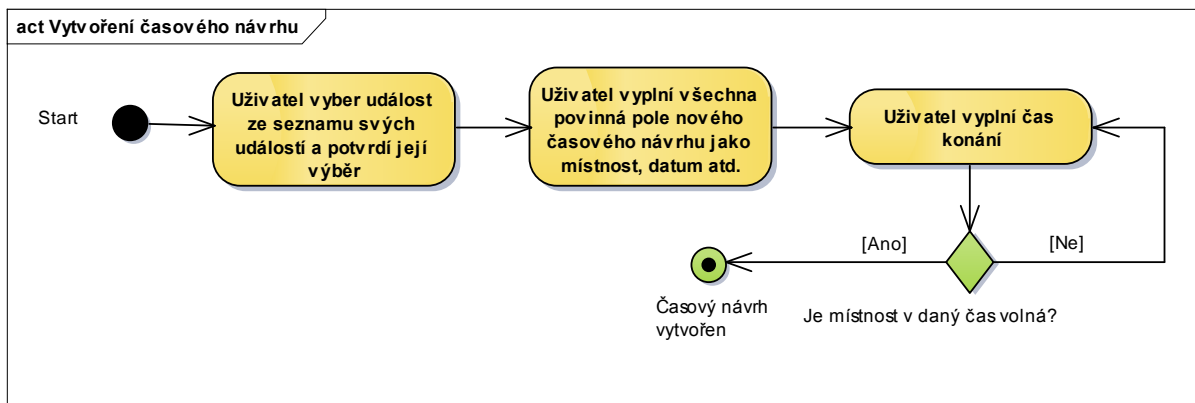 act Vytvoření časového návrhu
Start
Uživatel vyber událost
ze seznamu svých
událostí a potvrdí její
výběr
Uživatel vyplní všechna
povinná pole nového
časového návrhu jako
místnost, datum atd.
Uživatel vyplní čas
konání
[Ano]
[Ne]
Časový návrh
vytvořen
Je místnost v daný čas volná?